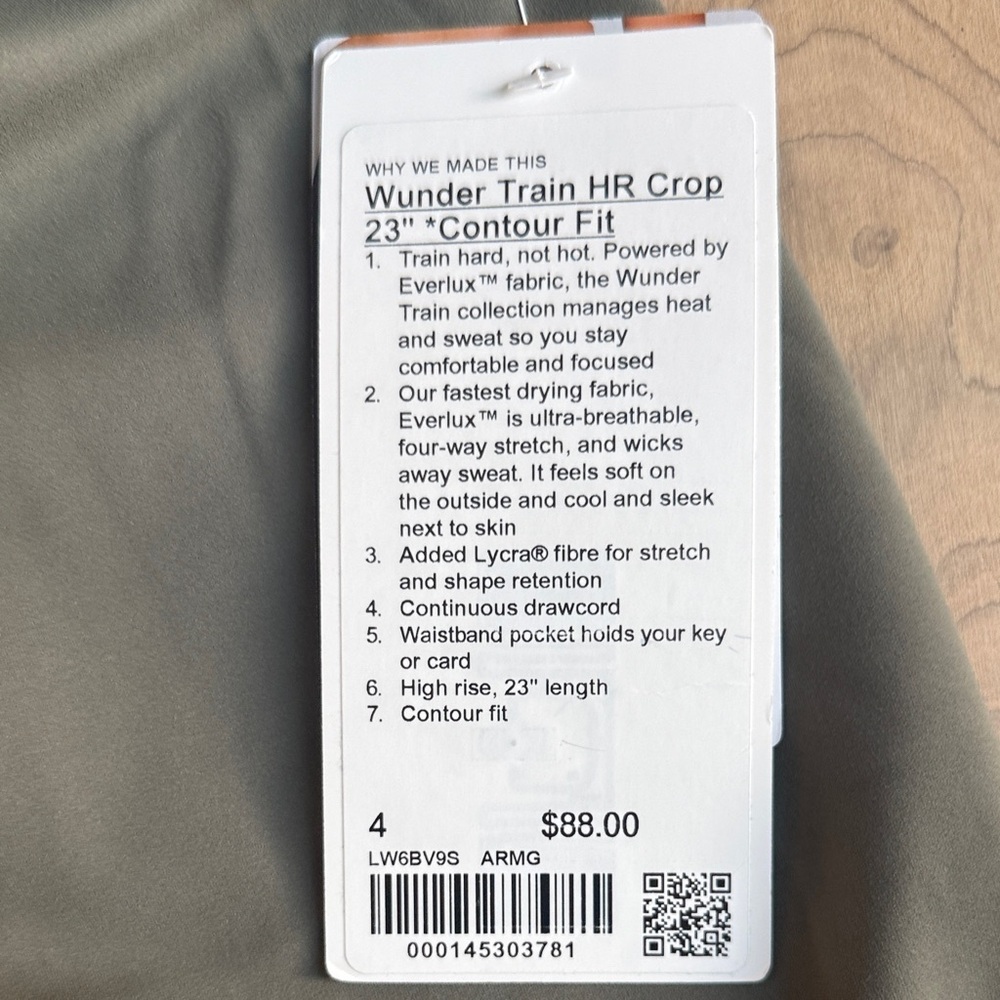 WHY WE MADE THIS
Wunder Train HR Crop
23" *Contour Fit
1. Train hard, not hot. Powered by
Everlux™ fabric, the Wunder
Train collection manages heat
and sweat so you stay
comfortable and focused
2. Our fastest drying fabric,
Everlux™ is ultra-breathable,
four-way stretch, and wicks
away sweat. It feels soft on
the outside and cool and sleek
next to skin
3. Added Lycra® fibre for stretch
and shape retention
4. Continuous drawcord
5. Waistband pocket holds your key
or card
6. High rise, 23" length
7. Contour fit
4 $88.00
LW6BV9S ARMG
000145303781